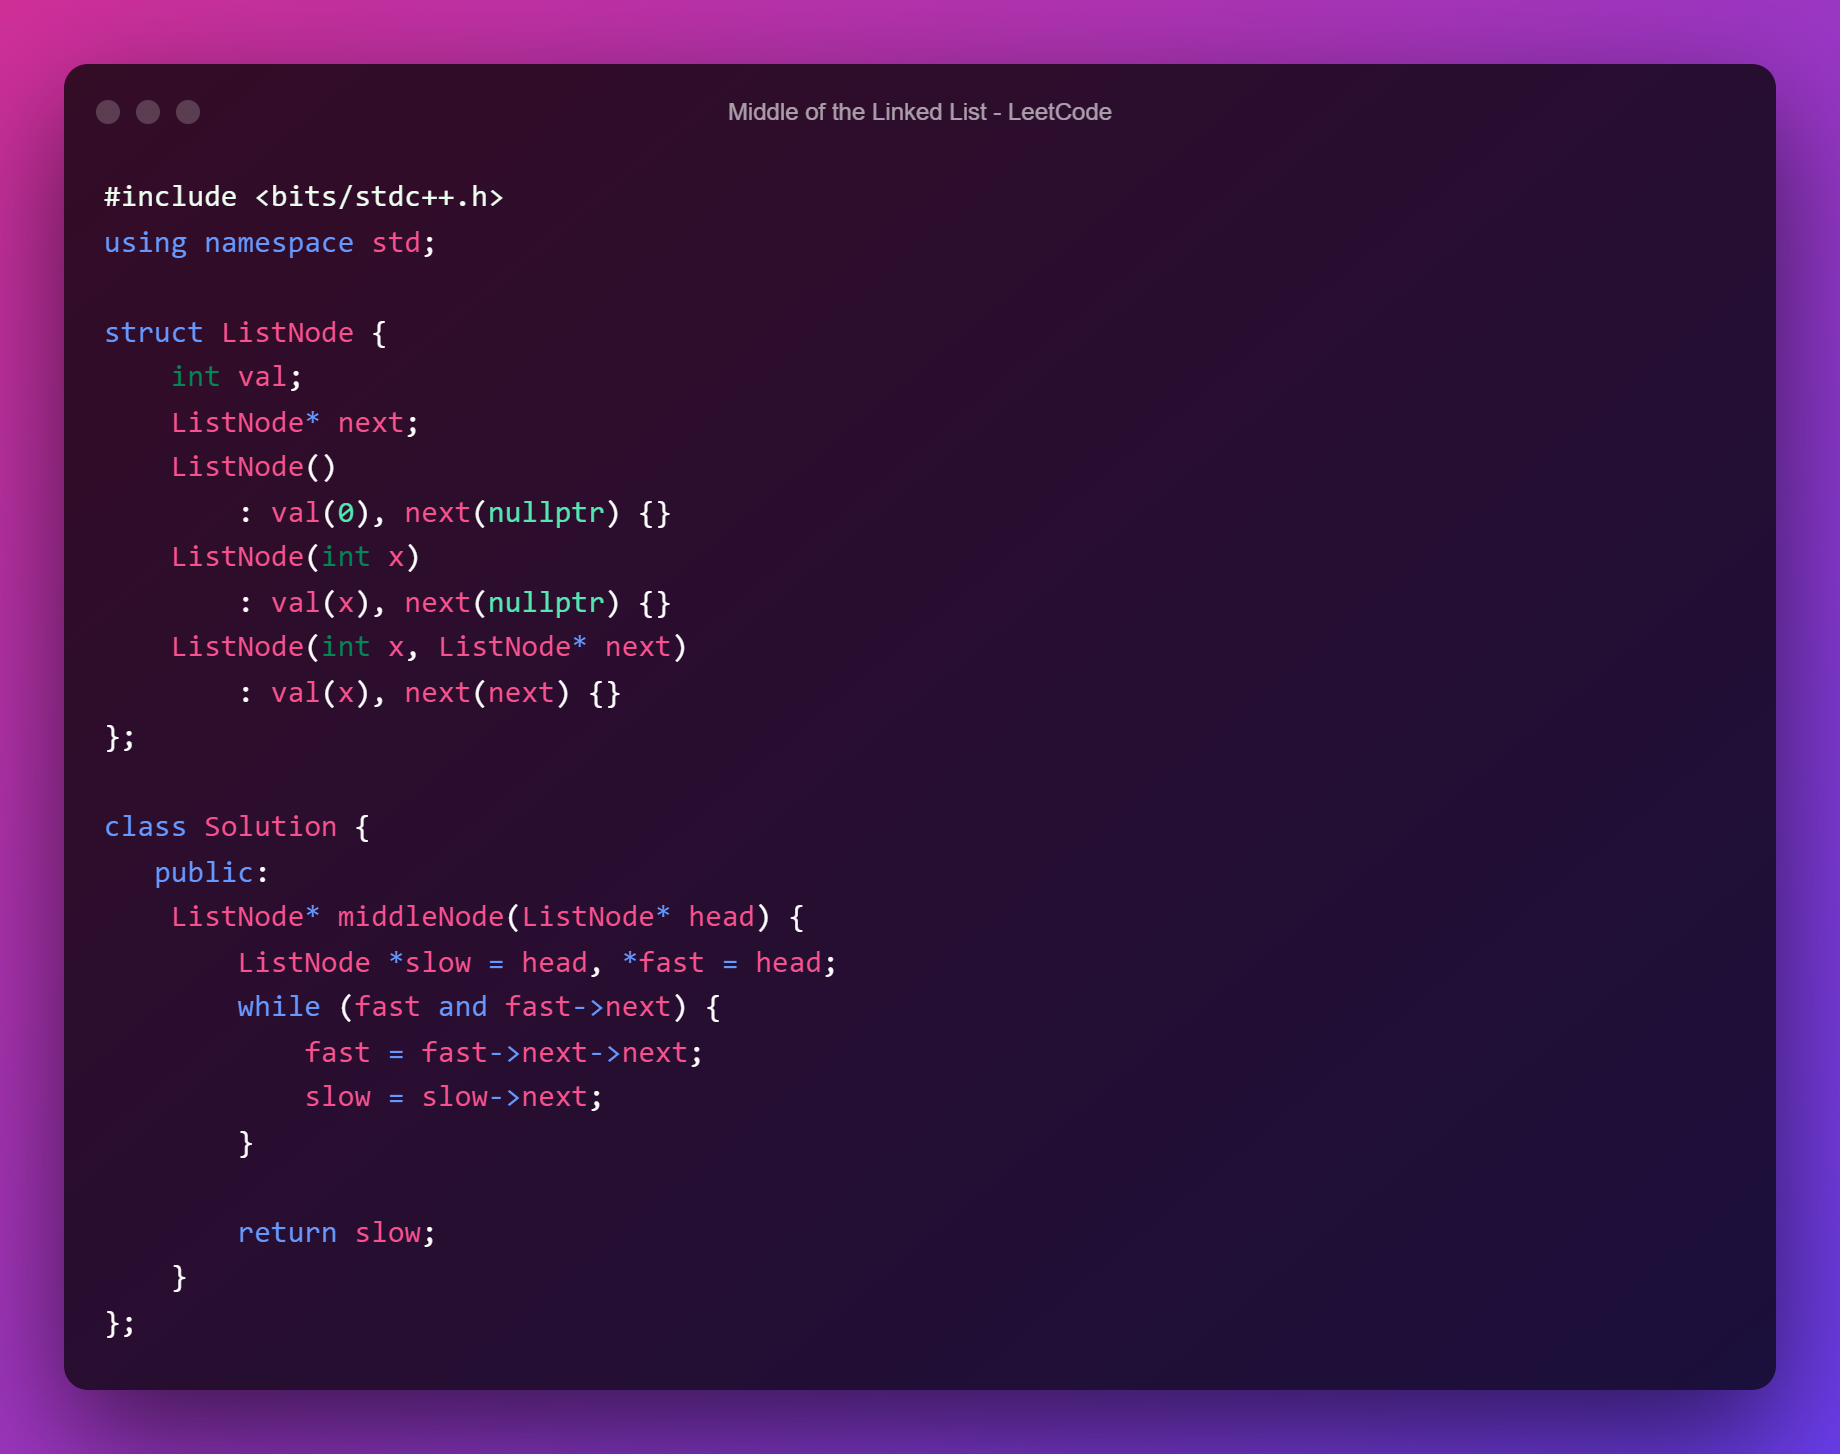 Middle of the Linked List - LeetCode
#include <bits/stdc++.h>
using namespace std;

struct ListNode {
    int val;
    ListNode* next;
    ListNode()
        : val(0), next(nullptr) {}
    ListNode(int x)
        : val(x), next(nullptr) {}
    ListNode(int x, ListNode* next)
        : val(x), next(next) {}
};

class Solution {
   public:
    ListNode* middleNode(ListNode* head) {
        ListNode *slow = head, *fast = head;
        while (fast and fast->next) {
            fast = fast->next->next;
            slow = slow->next;
        }

        return slow;
    }
};